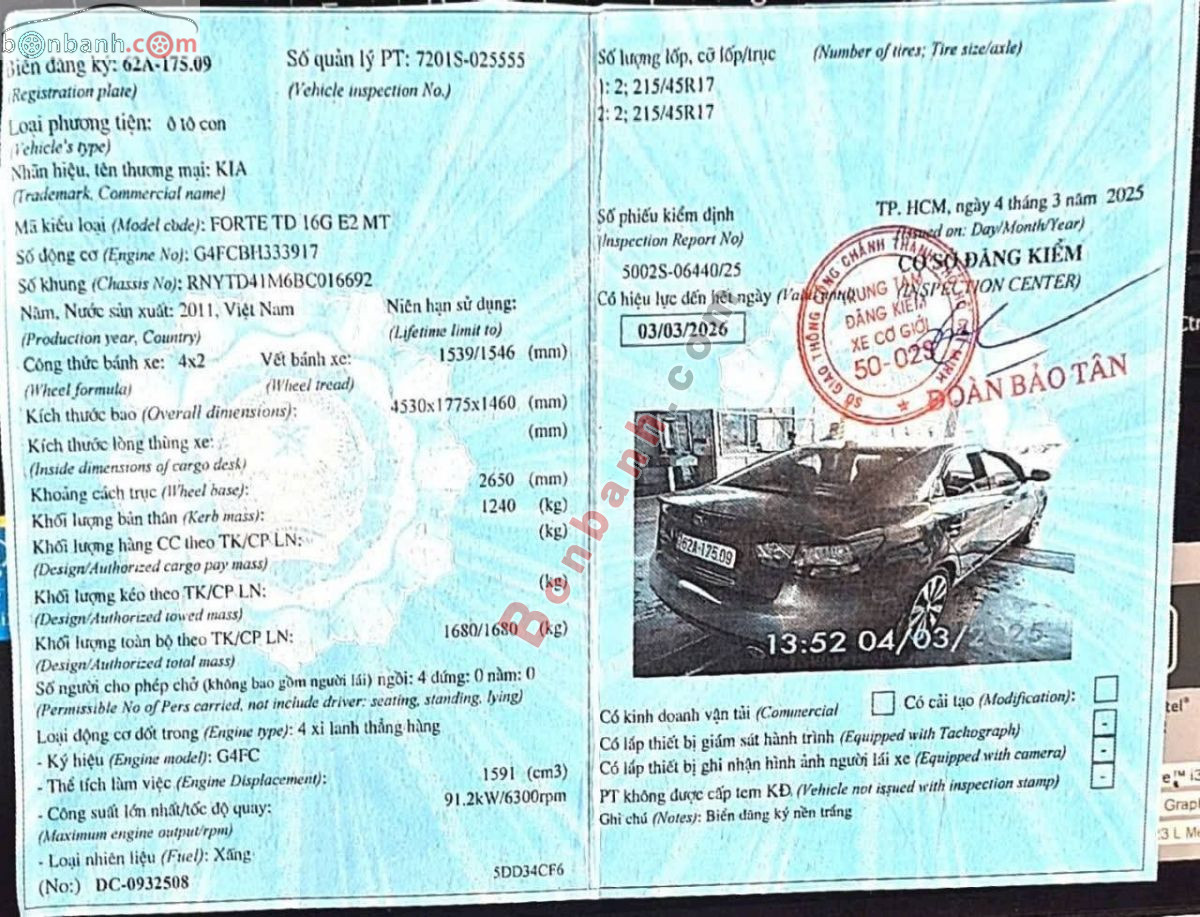 bonbanh.com
Biển đăng ký: 62A-175.09
Số quản lý PT: 7201S-025555
(Registration plate)
(Vehicle inspection No.)
Loại phương tiện: ô tô con
(Vehicle's type)
Nhãn hiệu, tên thương mại: KIA
(Trademark, Commercial name)
Mã kiểu loại (Model code): FORTE TD 16G E2 MT
Số động cơ (Engine No): G4FCBH333917
Số khung (Chassis No): RNYTD41M6BC016692
Năm, Nước sản xuất: 2011, Việt Nam
Niên hạn sử dụng:
(Production year, Country)
(Lifetime limit to)
Công thức bánh xe: 4x2
Vết bánh xe: 1539/1546 (mm)
(Wheel formula)
(Wheel tread)
Kích thước bao (Overall dimensions): 4530x1775x1460 (mm)
Kích thước lòng thùng xe: (mm)
(Inside dimensions of cargo desk)
Khoảng cách trục (Wheel base): 2650 (mm)
Khối lượng bản thân (Kerb mass): 1240 (kg)
Khối lượng hàng CC theo TK/CP LN: (kg)
(Design/Authorized cargo pay mass)
Khối lượng kéo theo TK/CP LN: (kg)
(Design/Authorized towed mass)
Khối lượng toàn bộ theo TK/CP LN: 1680/1680 (kg)
(Design/Authorized total mass)
Số người cho phép chở (không bao gồm người lái) ngồi: 4 đứng: 0 nằm: 0
(Permissible No of Pers carried, not include driver: seating, standing, lying)
Loại động cơ đốt trong (Engine type): 4 xi lanh thẳng hàng
- Ký hiệu (Engine model): G4FC
- Thể tích làm việc (Engine Displacement): 1591 (cm3)
- Công suất lớn nhất/tốc độ quay: 91.2kW/6300rpm
(Maximum engine output/rpm)
- Loại nhiên liệu (Fuel): Xăng
(No:) DC-0932508
5DD34CF6
Số lượng lốp, cỡ lốp/trục (Number of tires; Tire size/axle)
1: 2; 215/45R17
2: 2; 215/45R17
TP. HCM, ngày 4 tháng 3 năm 2025
Số phiếu kiểm định
(Issued on: Day/Month/Year)
(Inspection Report No)
CƠ SỞ ĐĂNG KIỂM
5002S-06440/25
(INSPECTION CENTER)
Có hiệu lực đến hết ngày (Valid until)
03/03/2026
TRUNG TÂM
ĐĂNG KIỂM
XE CƠ GIỚI
50-02S
ĐOÀN BẢO TÂN
Bonbanh.com
62A-175.09
13:52 04/03/2025
Có kinh doanh vận tải (Commercial
Có cải tạo (Modification):
Có lắp thiết bị giám sát hành trình (Equipped with Tachograph)
Có lắp thiết bị ghi nhận hình ảnh người lái xe (Equipped with camera)
PT không được cấp tem KĐ (Vehicle not issued with inspection stamp)
Ghi chú (Notes): Biển đăng ký nền trắng